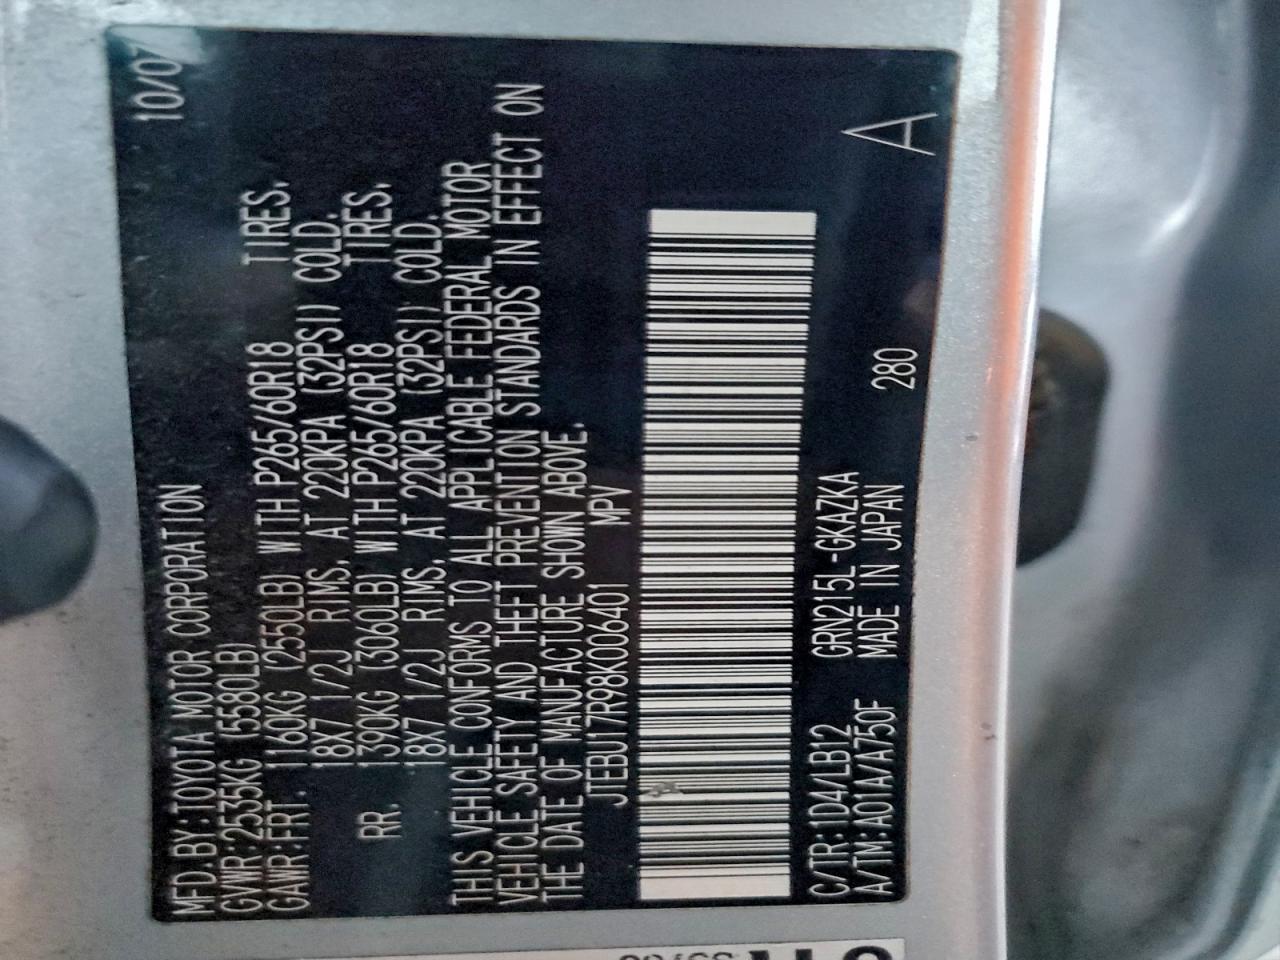 MFD.BY:TOYOTA MOTOR CORPORATION 10/07
GVWR:2535KG (5580LB)
GAWR:FRT. 1160KG (2550LB) WITH P265/60R18 TIRES,
18X7 1/2J RIMS, AT 220KPA (32PSI) COLD.
RR. 1390KG (3060LB) WITH P265/60R18 TIRES,
18X7 1/2J RIMS, AT 220KPA (32PSI) COLD.
THIS VEHICLE CONFORMS TO ALL APPLICABLE FEDERAL MOTOR
VEHICLE SAFETY AND THEFT PREVENTION STANDARDS IN EFFECT ON
THE DATE OF MANUFACTURE SHOWN ABOVE.
JTEBU17R98K006401 MPV
C/TR:1D4/LB12 GRN215L-GKAZKA
A/TM:A01A/A750F MADE IN JAPAN 280 A